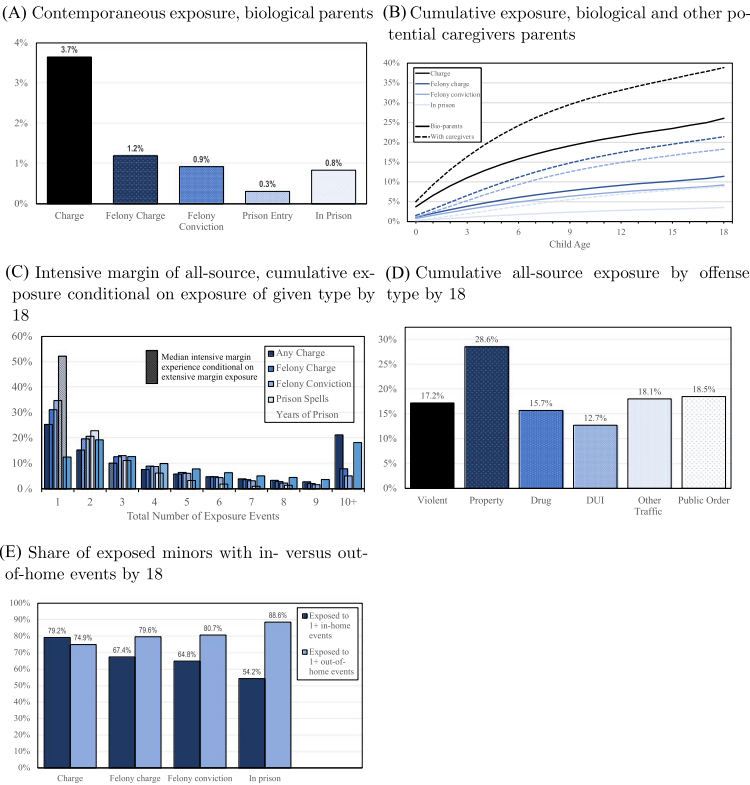 (A) Contemporaneous exposure, biological parents
4%
3%
2%
1%
0%
3.7%
1.2%
0.9%
0.3%
0.8%
Charge
Felony Charge
Felony
Conviction
Prison Entry
In Prison
(B) Cumulative exposure, biological and other po-
tential caregivers parents
40%
35%
30%
25%
20%
15%
10%
5%
0%
Charge
Felony charge
Felony conviction
In prison
Bio-parents
With caregivers
0
3
6
9
12
15
18
Child Age
(C) Intensive margin of all-source, cumulative ex-
posure conditional on exposure of given type by
18
60%
50%
40%
30%
20%
10%
0%
Median intensive margin
experience conditional on
extensive margin exposure
Any Charge
Felony Charge
Felony Conviction
Prison Spells
Years of Prison
1
2
3
4
5
6
7
8
9
10+
Total Number of Exposure Events
(D) Cumulative all-source exposure by offense
type by 18
30%
25%
20%
15%
10%
5%
0%
17.2%
28.6%
15.7%
12.7%
18.1%
18.5%
Violent
Property
Drug
DUI
Other
Traffic
Public Order
(E) Share of exposed minors with in- versus out-
of-home events by 18
100%
90%
80%
70%
60%
50%
40%
30%
20%
10%
0%
79.2%
74.9%
67.4%
79.6%
64.8%
80.7%
54.2%
88.6%
Exposed to
1+ in-home
events
Exposed to
1+ out-of-
home events
Charge
Felony charge
Felony conviction
In prison